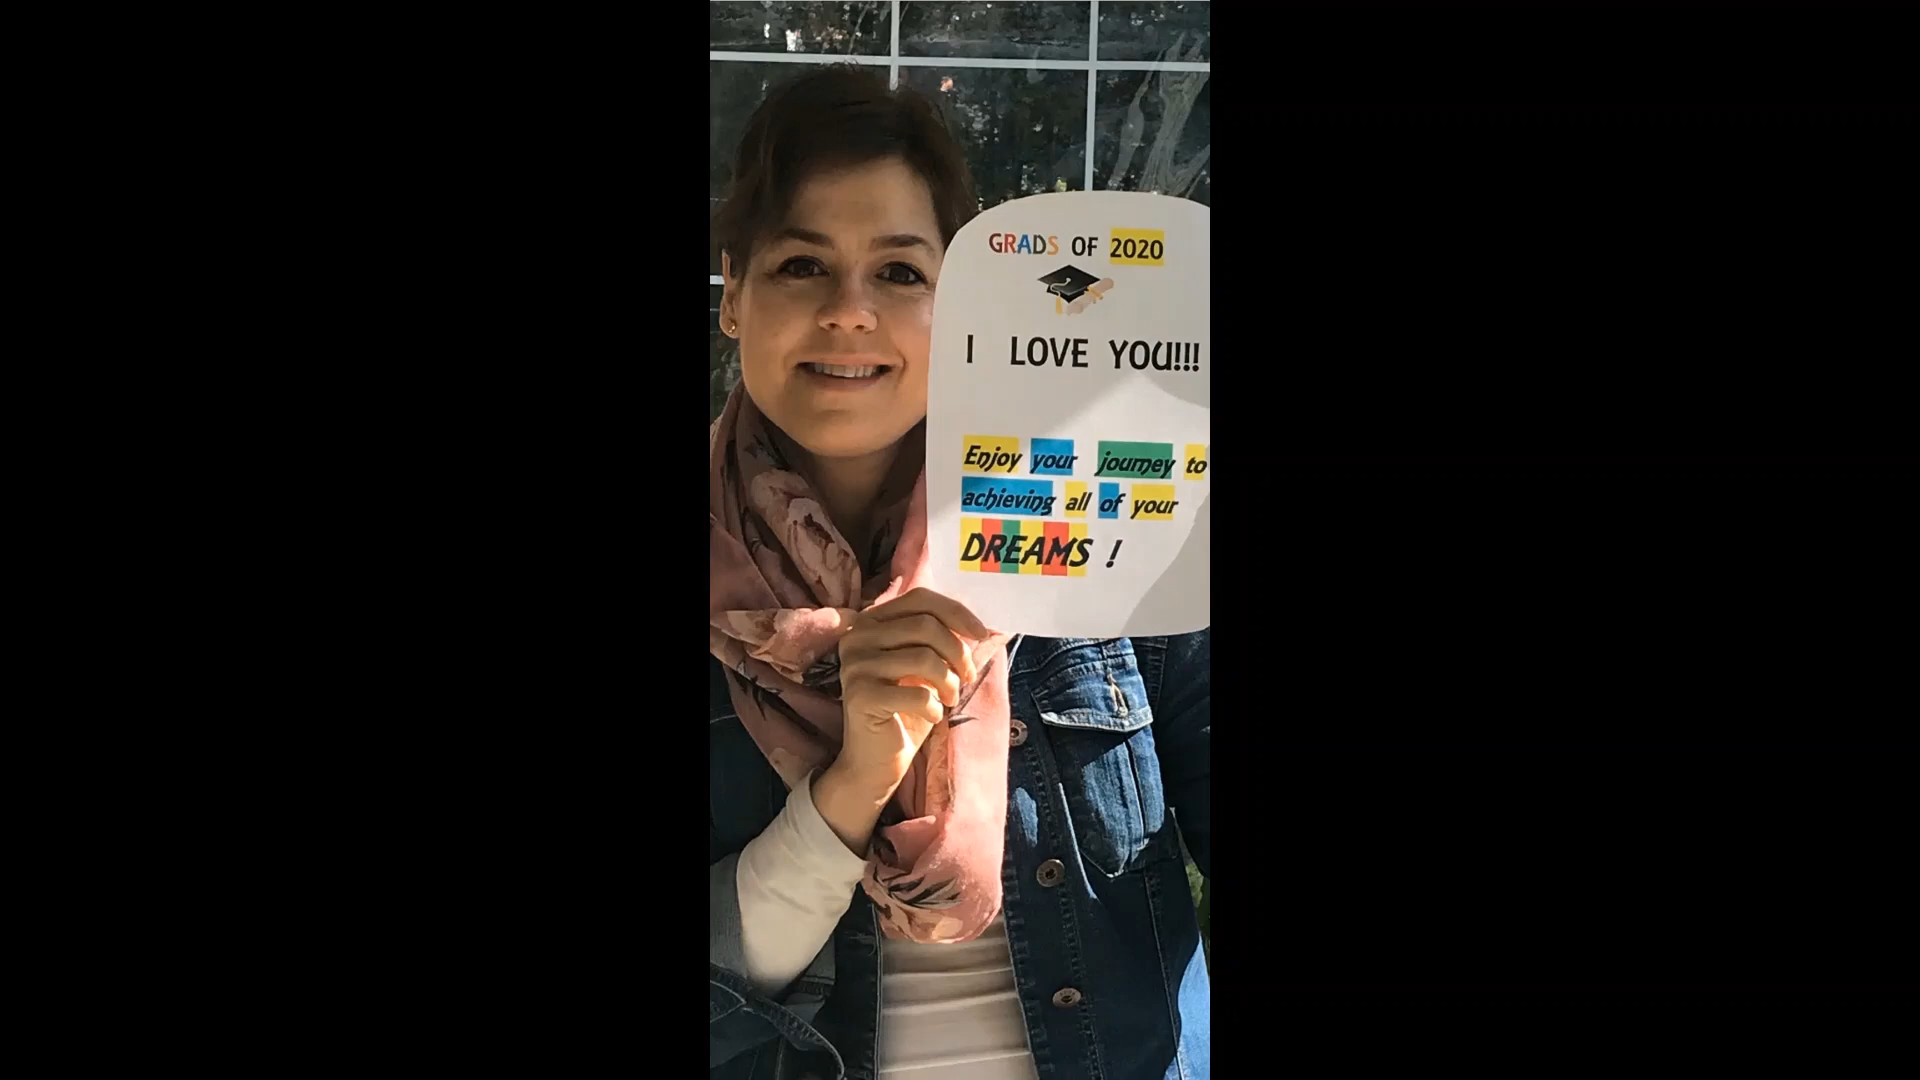 GRADS OF 2020
I LOVE YOU!!!
Enjoy your journey to
achieving all of your
DREAMS !